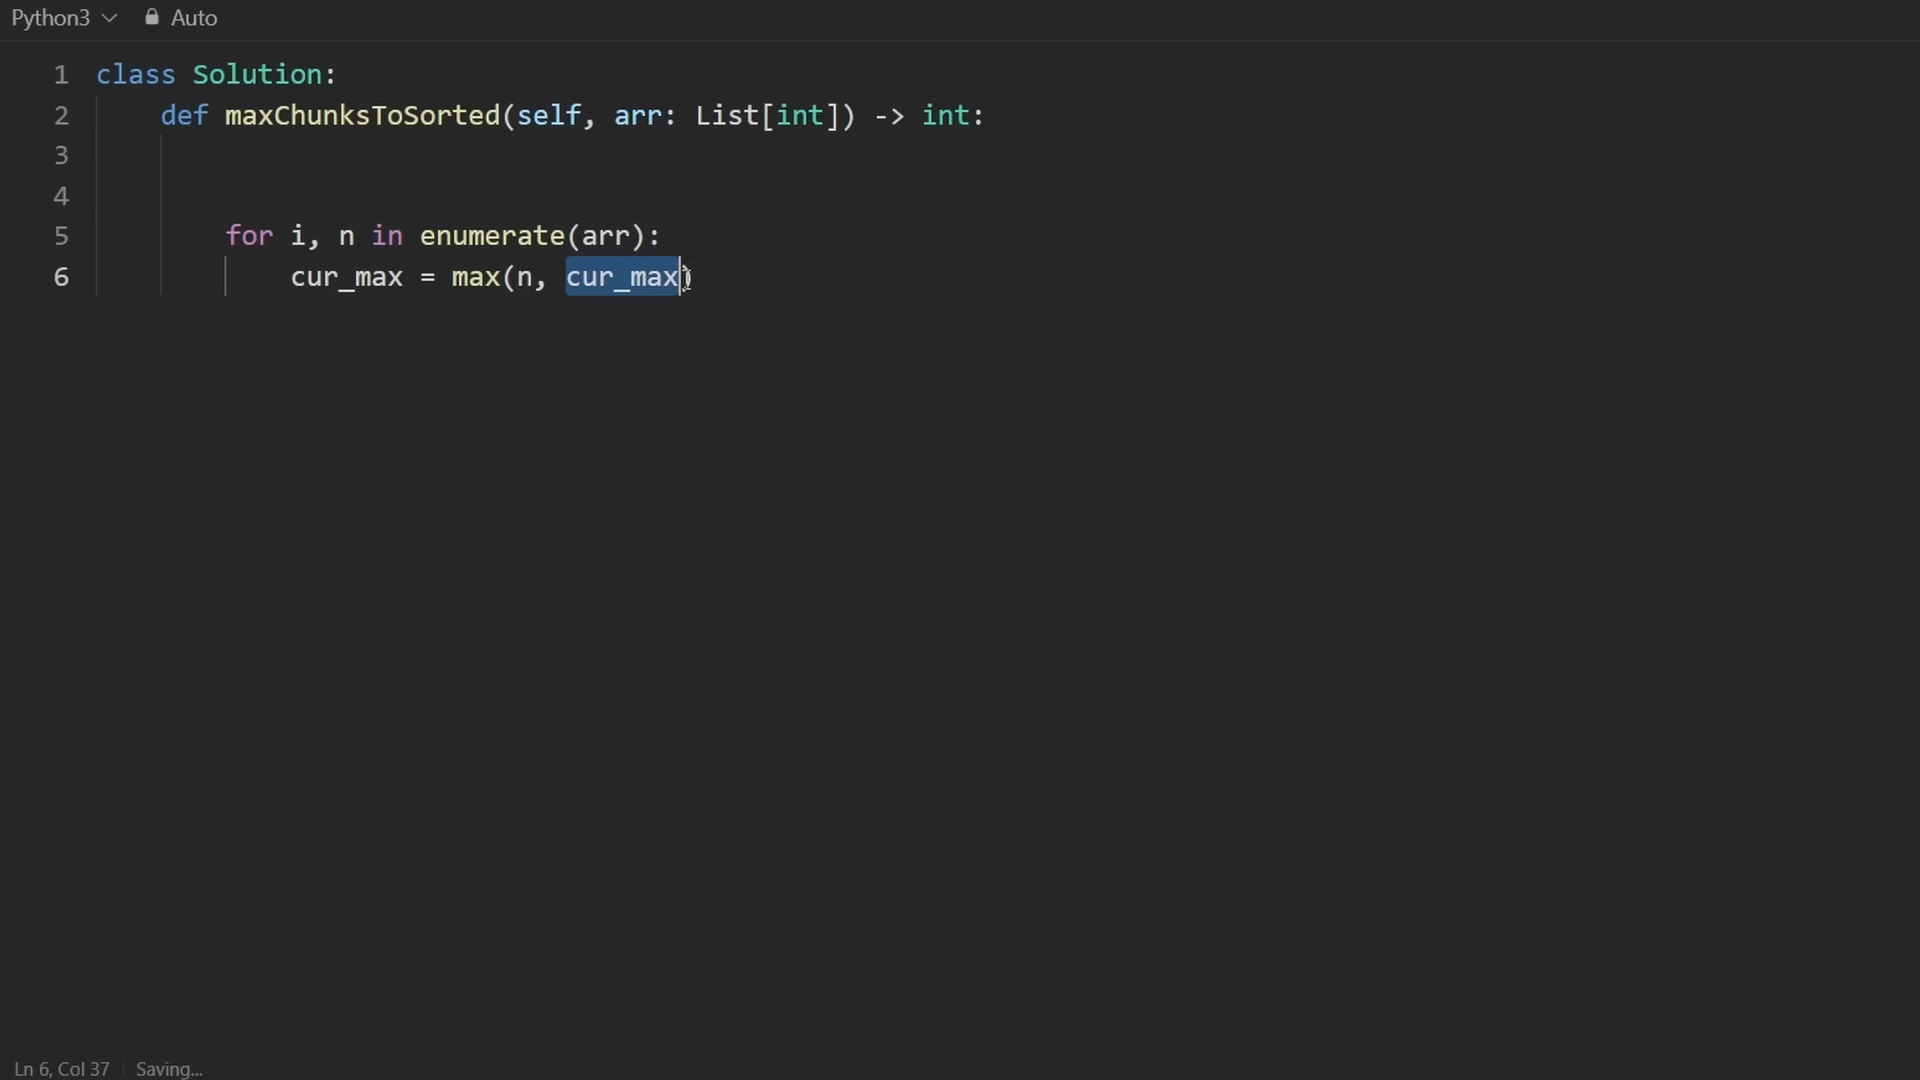 Python3 Auto
1 class Solution:
2 def maxChunksToSorted(self, arr: List[int]) -> int:
3
4
5 for i, n in enumerate(arr):
6 cur_max = max(n, cur_max)
Ln 6, Col 37 Saving...